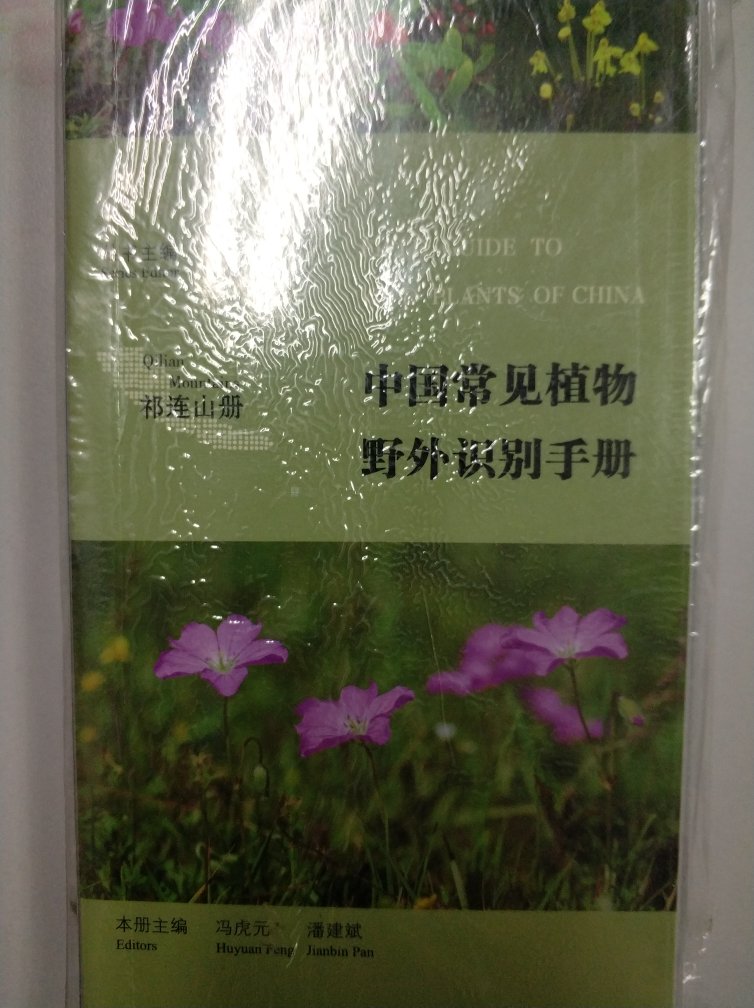 主编
Series Editor
GUIDE TO
PLANTS OF CHINA
Qilian
Mountains
祁连山册
中国常见植物
野外识别手册
本册主编 冯虎元 潘建斌
Editors Huyuan Feng Jianbin Pan